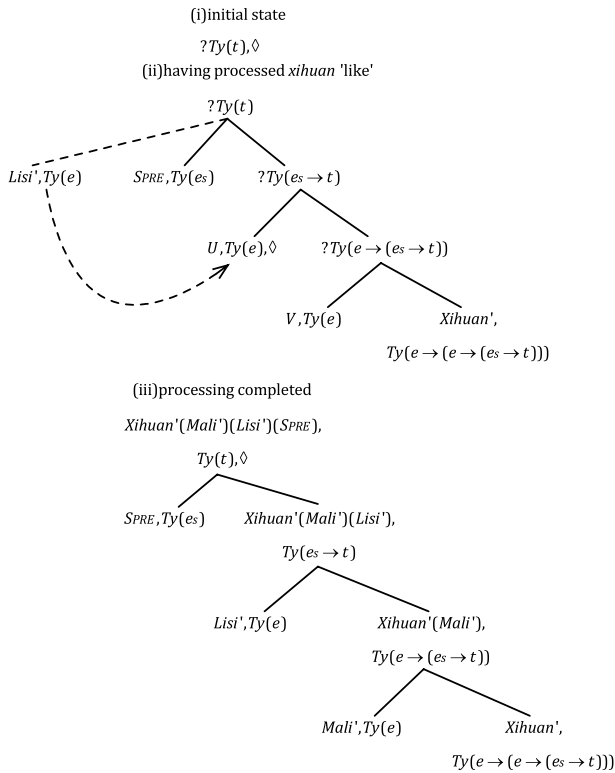 (i)initial state
?Ty(t),◊
(ii)having processed xihuan 'like'
?Ty(t)
Lisi',Ty(e) SPRE,Ty(es) ?Ty(es→t)
U,Ty(e),◊ ?Ty(e→(es→t))
V,Ty(e) Xihuan',
Ty(e→(e→(es→t)))
(iii)processing completed
Xihuan'(Mali')(Lisi')(SPRE),
Ty(t),◊
SPRE,Ty(es) Xihuan'(Mali')(Lisi'),
Ty(es→t)
Lisi',Ty(e) Xihuan'(Mali'),
Ty(e→(es→t))
Mali',Ty(e) Xihuan',
Ty(e→(e→(es→t)))